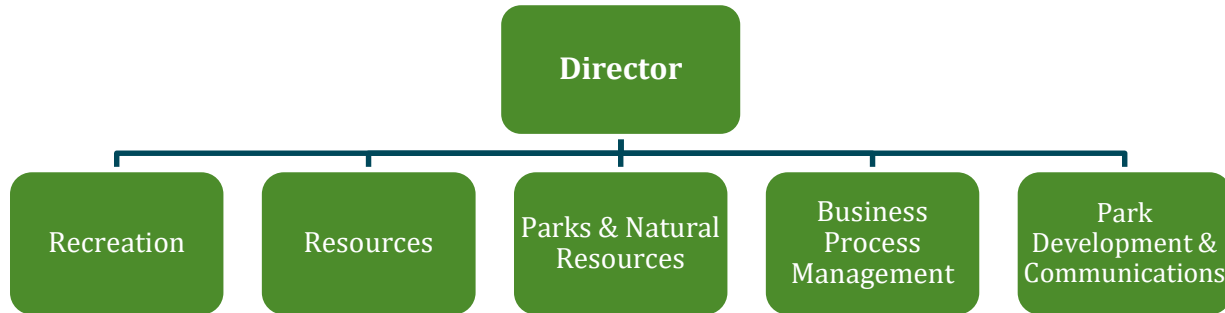 Director
Recreation
Resources
Parks & Natural
Resources
Business
Process
Management
Park
Development &
Communications